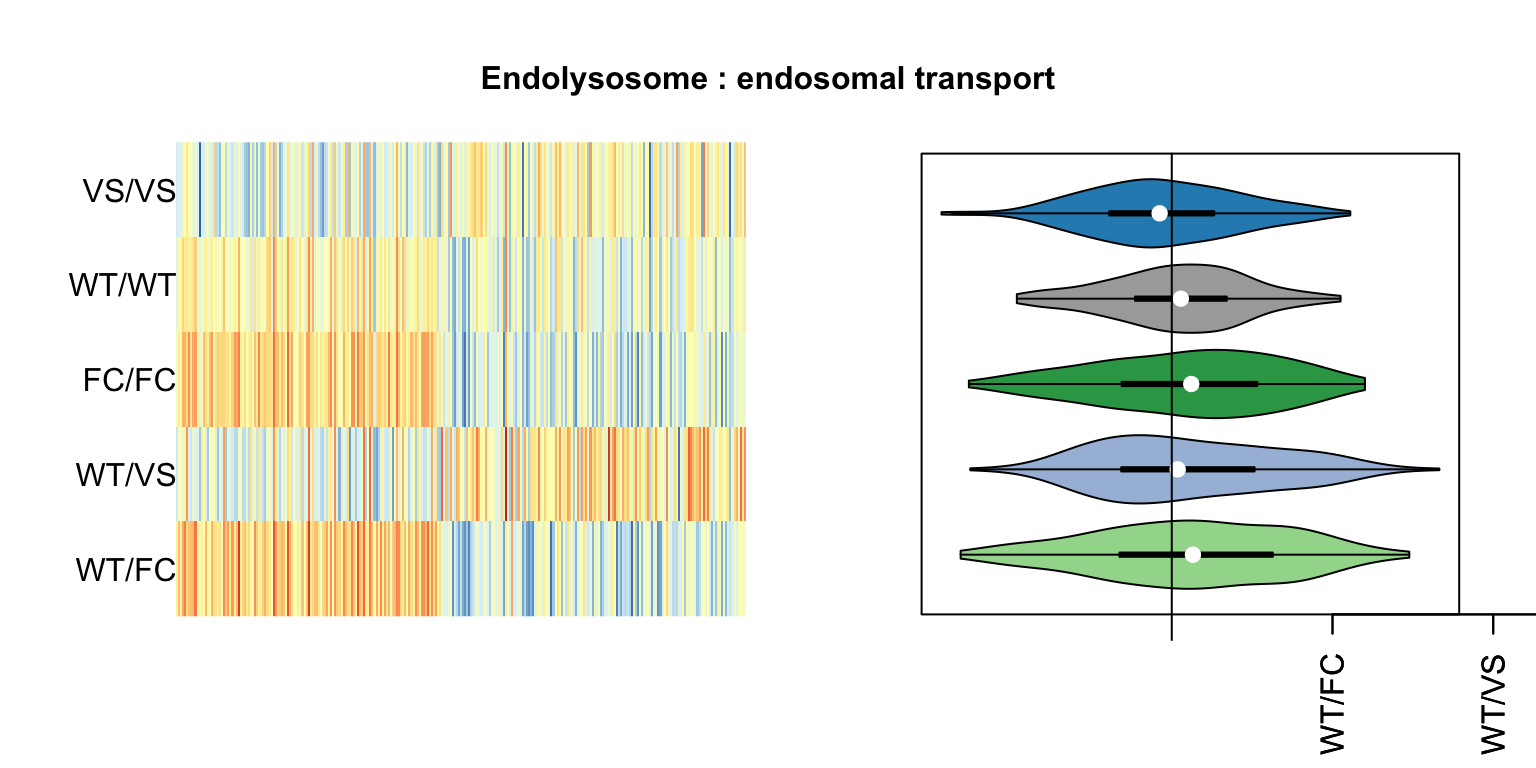 Endolysosome : endosomal transport
VS/VS
WT/WT
FC/FC
WT/VS
WT/FC
WT/FC
WT/VS